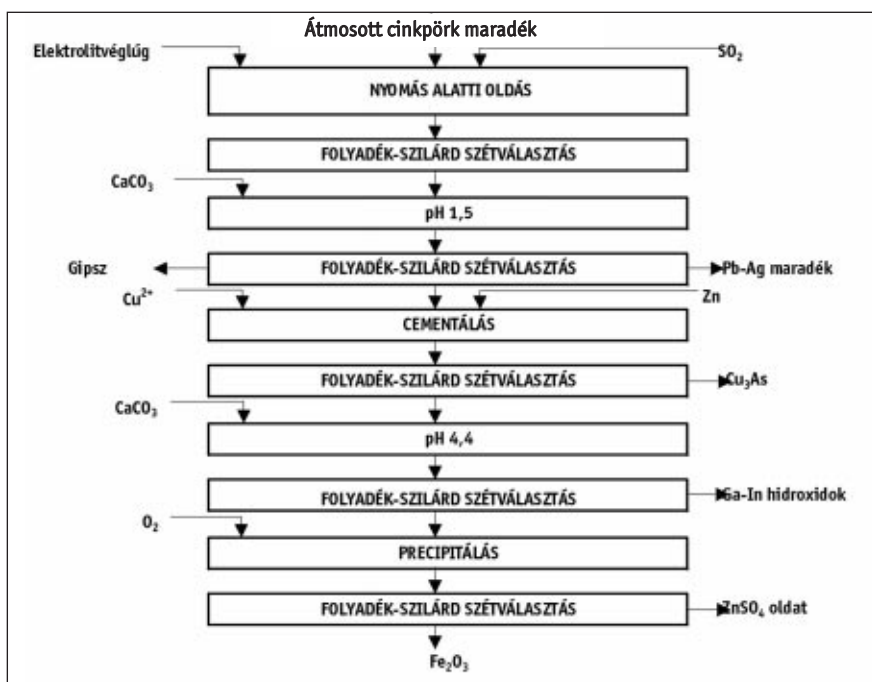 Átmosott cinkpörk maradék
Elektrolitvéglúg
SO₂
NYOMÁS ALATTI OLDÁS
FOLYADÉK-SZILÁRD SZÉTVÁLASZTÁS
CaCO₃
pH 1,5
Gipsz
FOLYADÉK-SZILÁRD SZÉTVÁLASZTÁS
Pb-Ag maradék
Cu²⁺
Zn
CEMENTÁLÁS
FOLYADÉK-SZILÁRD SZÉTVÁLASZTÁS
Cu₃As
CaCO₃
pH 4,4
FOLYADÉK-SZILÁRD SZÉTVÁLASZTÁS
Ga-In hidroxidok
O₂
PRECIPITÁLÁS
FOLYADÉK-SZILÁRD SZÉTVÁLASZTÁS
ZnSO₄ oldat
Fe₂O₃